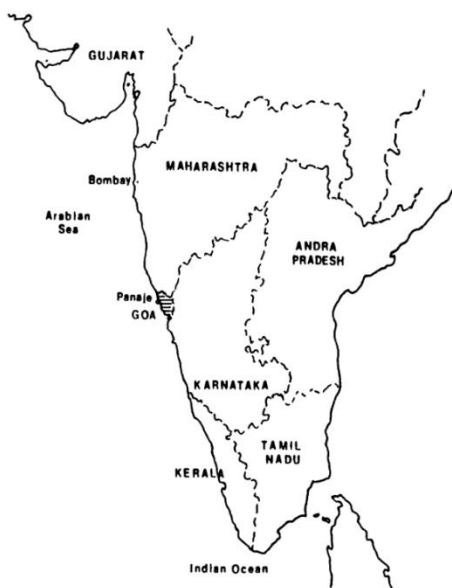 GUJARAT
MAHARASHTRA
Bombay
Arabian
Sea
ANDRA
PRADESH
Panaje
GOA
KARNATAKA
TAMIL
NADU
KERALA
Indian Ocean